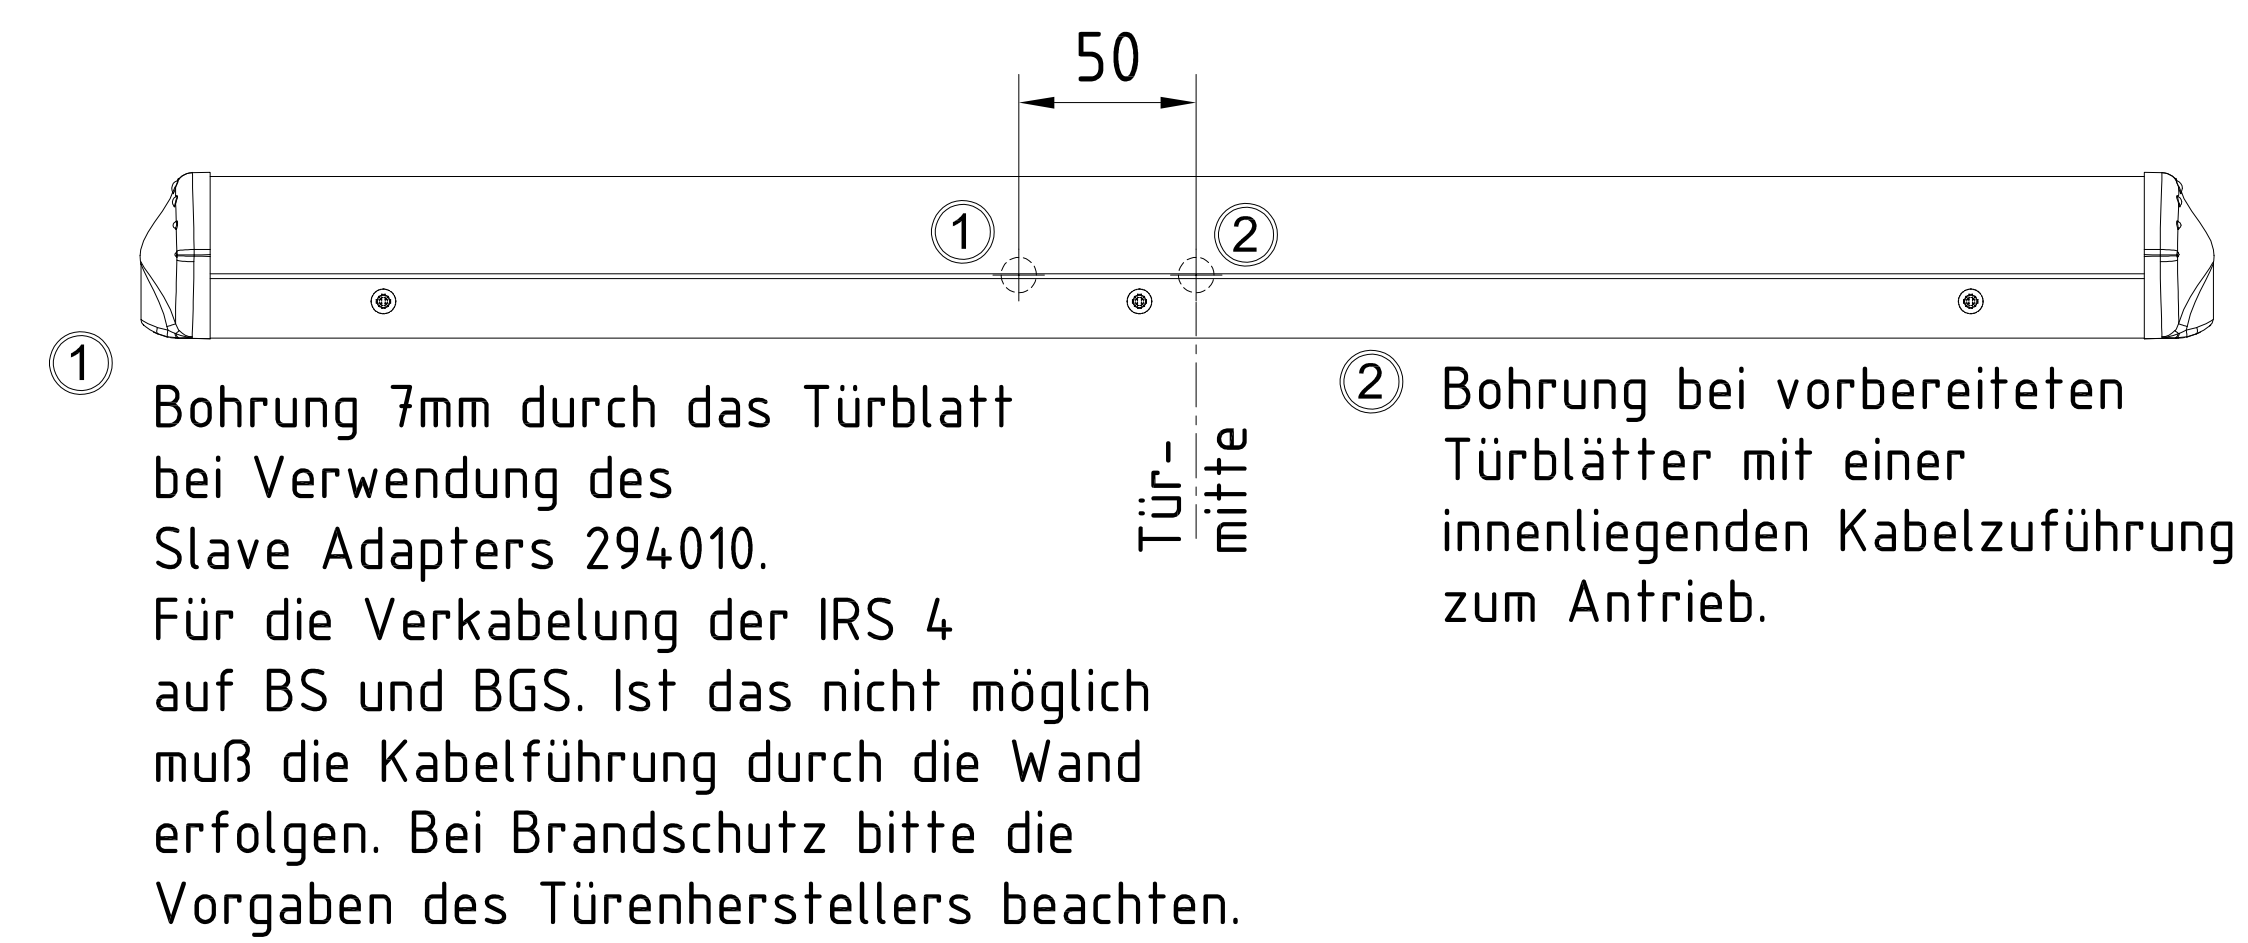 50
1
2
1
Bohrung 7mm durch das Türblatt
bei Verwendung des
Slave Adapters 294010.
Für die Verkabelung der IRS 4
auf BS und BGS. Ist das nicht möglich
muß die Kabelführung durch die Wand
erfolgen. Bei Brandschutz bitte die
Vorgaben des Türenherstellers beachten.
Tür-
mitte
2
Bohrung bei vorbereiteten
Türblätter mit einer
innenliegenden Kabelzuführung
zum Antrieb.